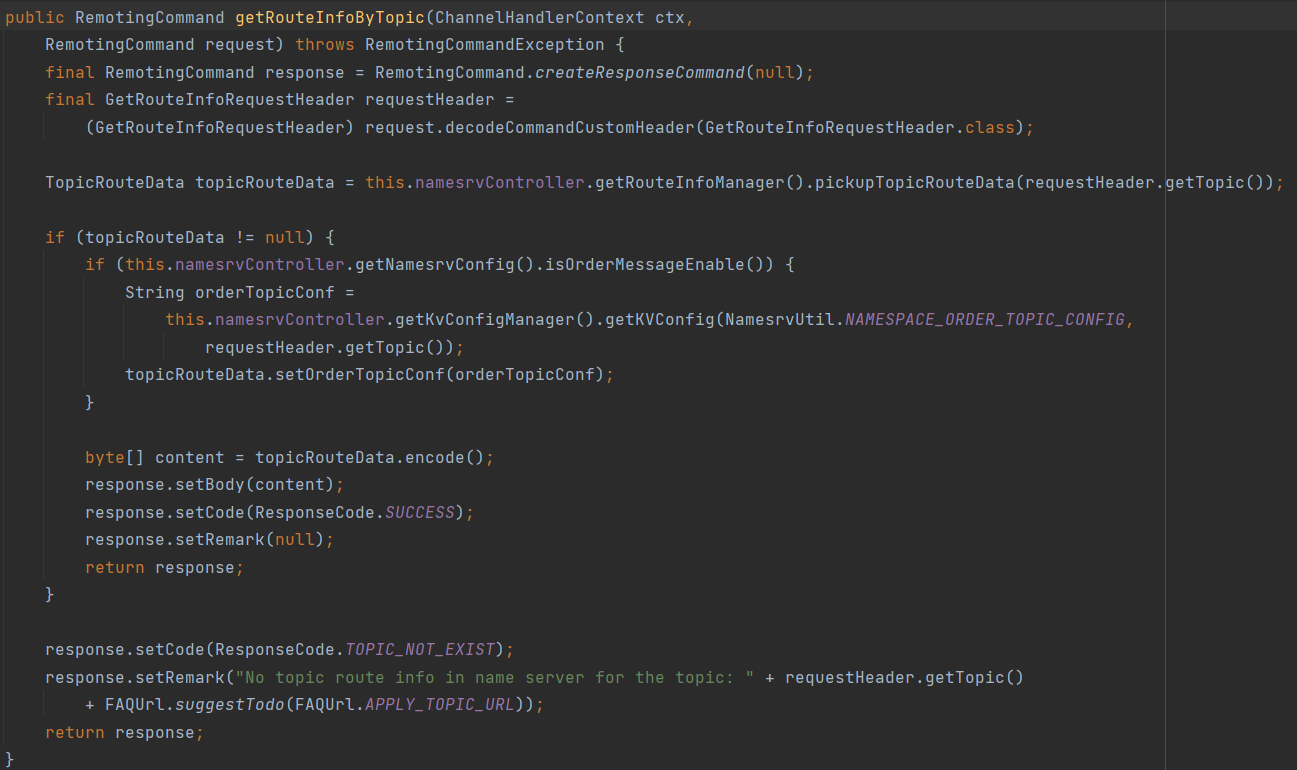 public RemotingCommand getRouteInfoByTopic(ChannelHandlerContext ctx,
    RemotingCommand request) throws RemotingCommandException {
    final RemotingCommand response = RemotingCommand.createResponseCommand(null);
    final GetRouteInfoRequestHeader requestHeader =
        (GetRouteInfoRequestHeader) request.decodeCommandCustomHeader(GetRouteInfoRequestHeader.class);

    TopicRouteData topicRouteData = this.namesrvController.getRouteInfoManager().pickupTopicRouteData(requestHeader.getTopic());

    if (topicRouteData != null) {
        if (this.namesrvController.getNamesrvConfig().isOrderMessageEnable()) {
            String orderTopicConf =
                this.namesrvController.getKvConfigManager().getKVConfig(NamesrvUtil.NAMESPACE_ORDER_TOPIC_CONFIG,
                    requestHeader.getTopic());
            topicRouteData.setOrderTopicConf(orderTopicConf);
        }

        byte[] content = topicRouteData.encode();
        response.setBody(content);
        response.setCode(ResponseCode.SUCCESS);
        response.setRemark(null);
        return response;
    }

    response.setCode(ResponseCode.TOPIC_NOT_EXIST);
    response.setRemark("No topic route info in name server for the topic: " + requestHeader.getTopic()
        + FAQUrl.suggestTodo(FAQUrl.APPLY_TOPIC_URL));
    return response;
}